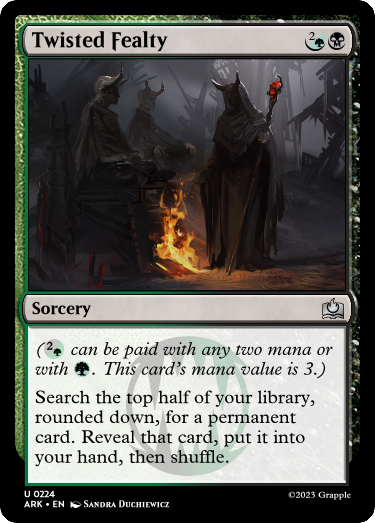 Twisted Fealty 2
Sorcery
(2 can be paid with any two mana or
with . This card's mana value is 3.)
Search the top half of your library,
rounded down, for a permanent
card. Reveal that card, put it into
your hand, then shuffle.
U 0224
ARK • EN SANDRA DUCHIEWICZ
©2023 Grapple